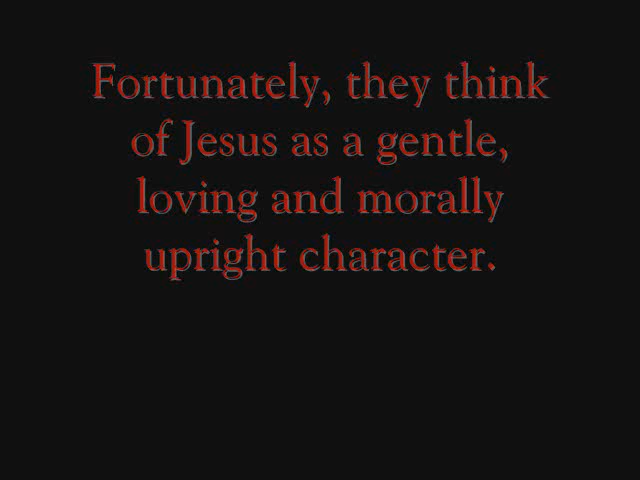 Fortunately, they think
of Jesus as a gentle,
loving and morally
upright character.